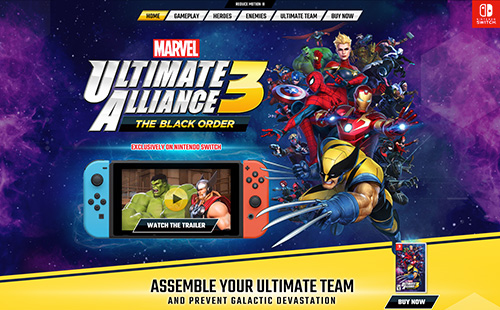 REDUCE MOTION
HOME
GAMEPLAY
HEROES
ENEMIES
ULTIMATE TEAM
BUY NOW
NINTENDO
SWITCH
MARVEL
ULTIMATE
ALLIANCE 3
THE BLACK ORDER
EXCLUSIVELY ON NINTENDO SWITCH
WATCH THE TRAILER
ASSEMBLE YOUR ULTIMATE TEAM
AND PREVENT GALACTIC DEVASTATION
BUY NOW